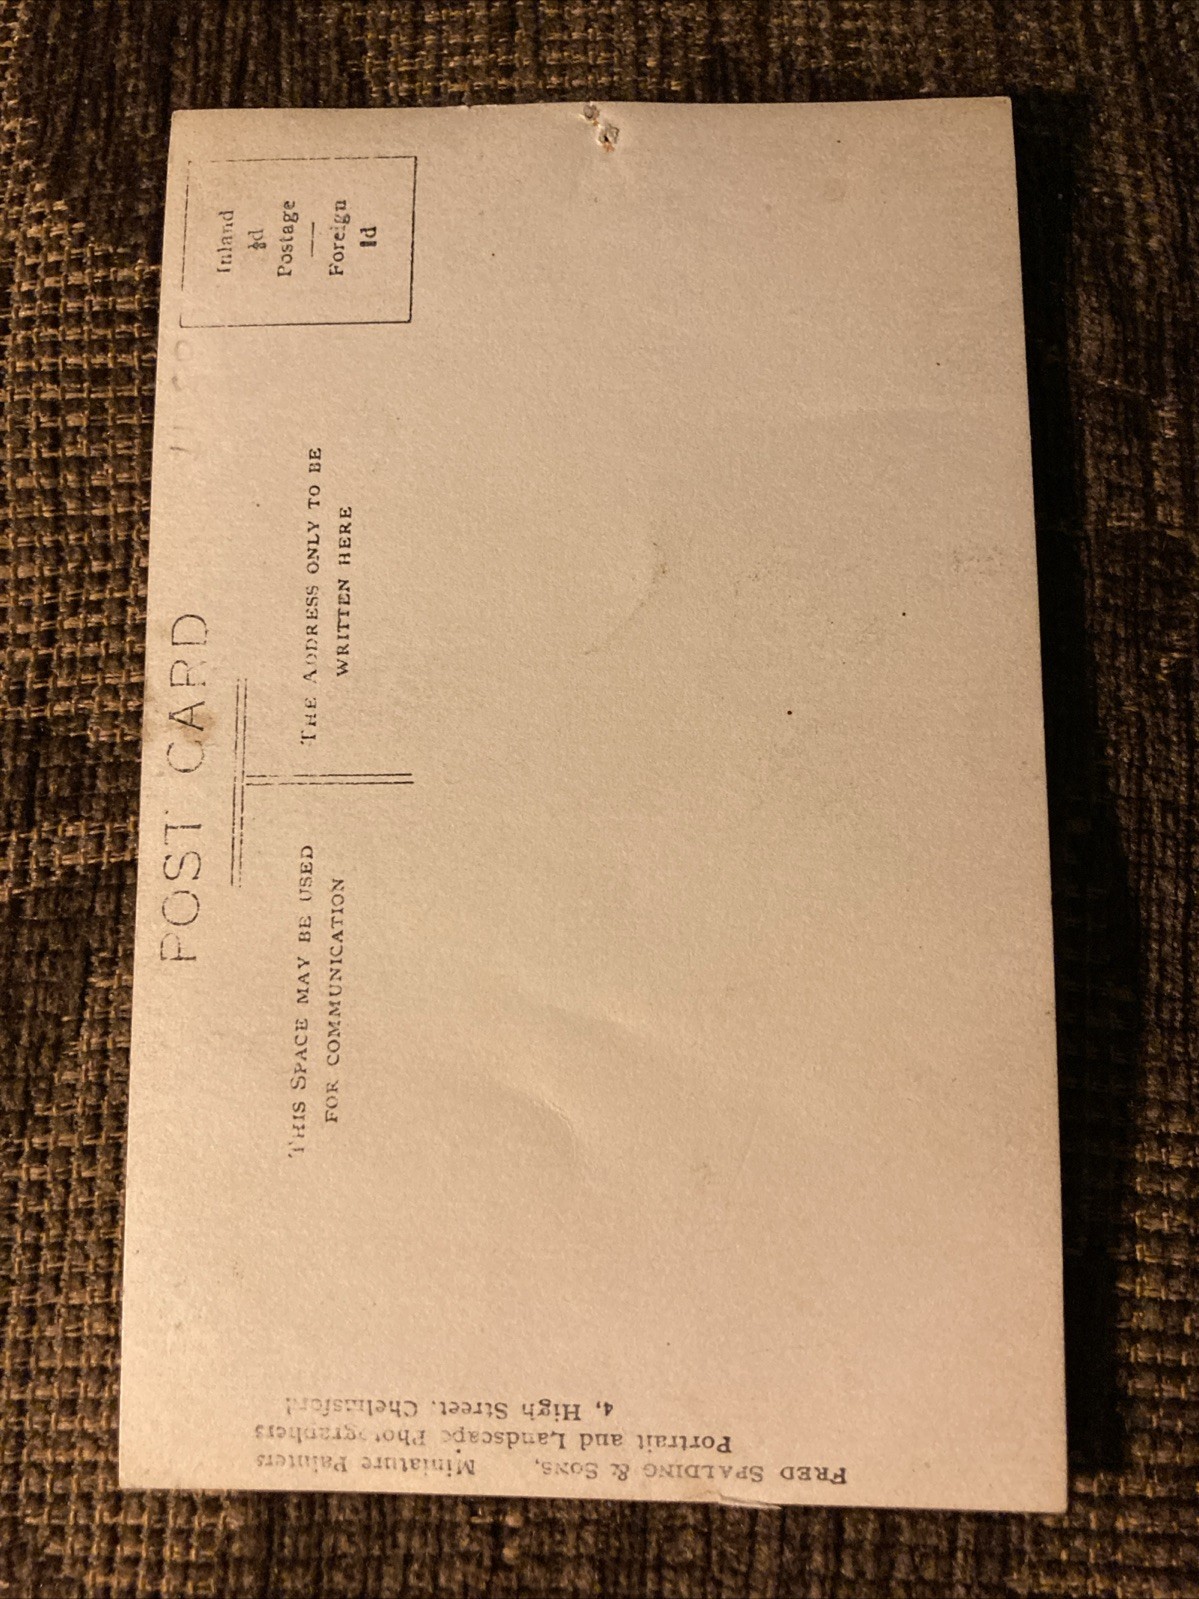 POST CARD
THIS SPACE MAY BE USED
FOR COMMUNICATION
THE ADDRESS ONLY TO BE
WRITTEN HERE
Inland
½d
Postage
Foreign
1d
FRED SPALDING & SONS, Miniature Painters
Portrait and Landscape Photographers
4, High Street, Chelmsford